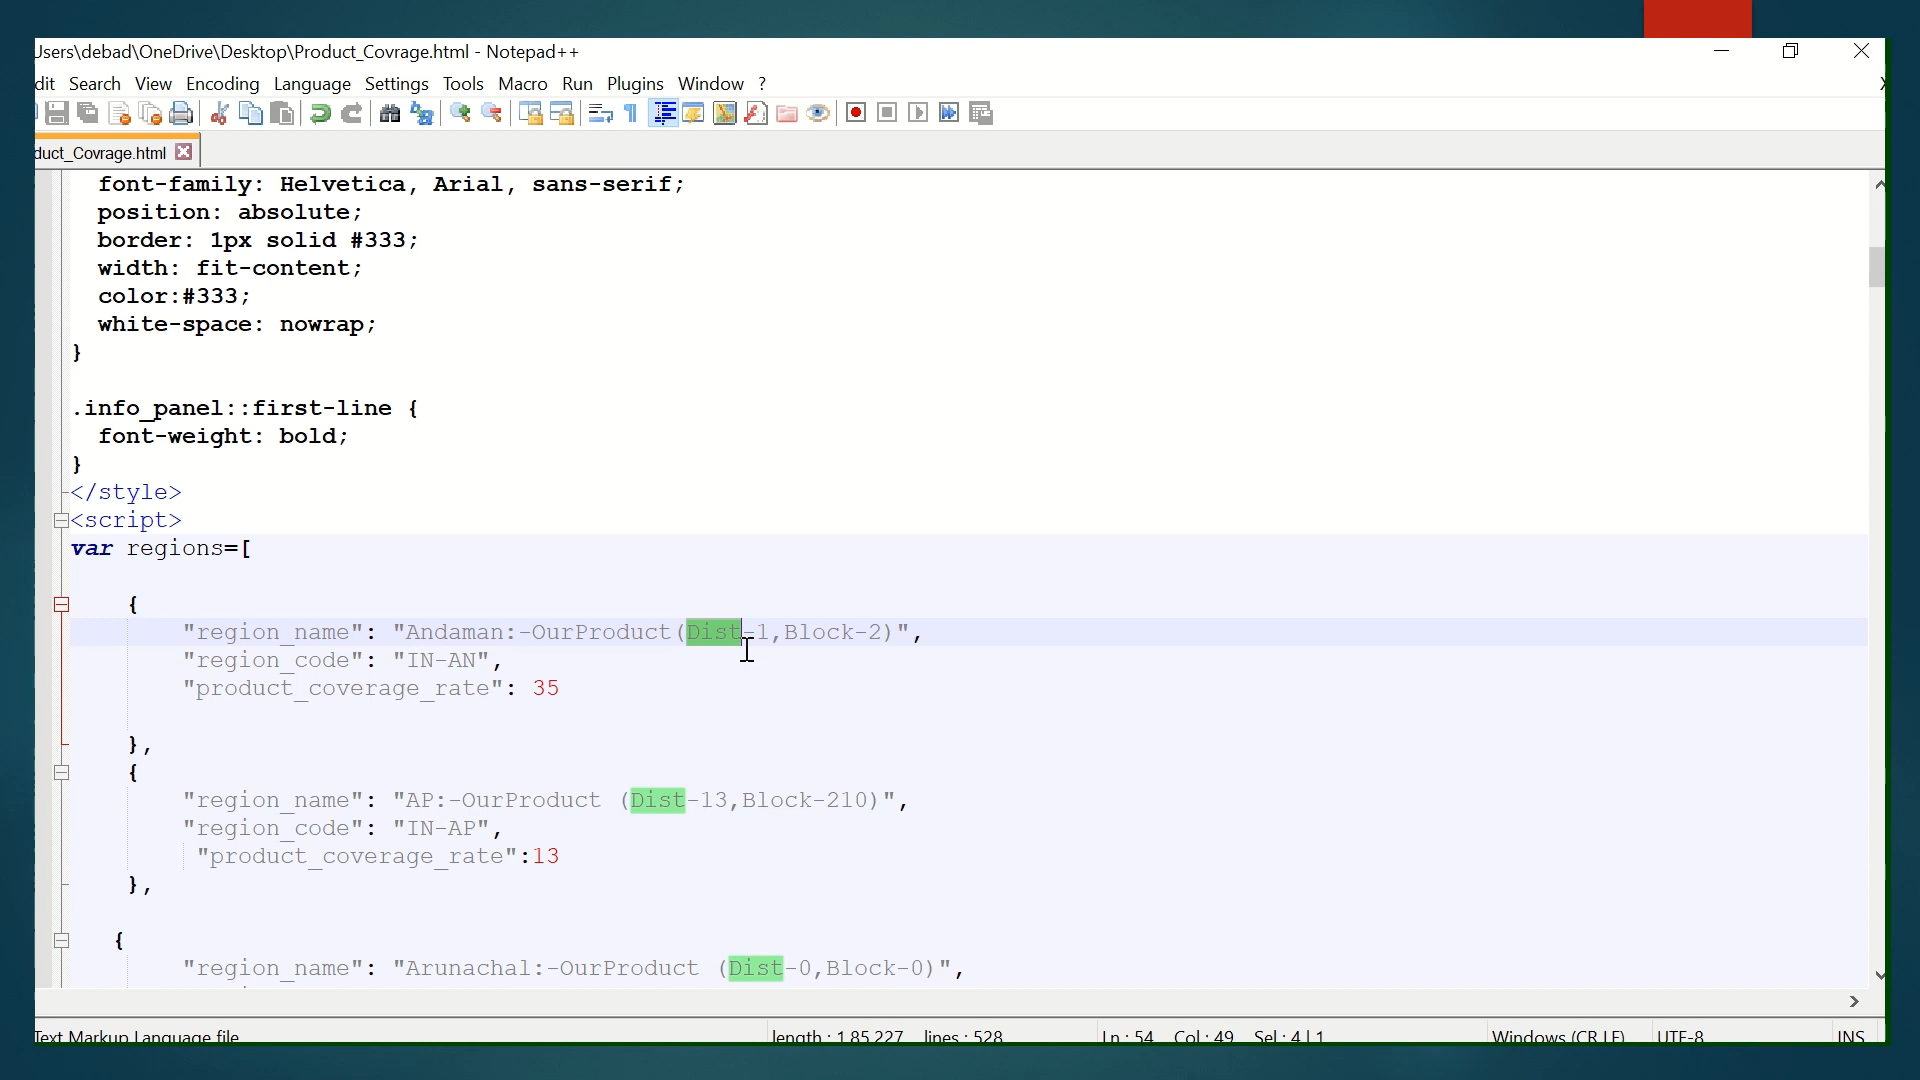 Users\debad\OneDrive\Desktop\Product_Covrage.html - Notepad++
dit Search View Encoding Language Settings Tools Macro Run Plugins Window ?
duct_Covrage.html
font-family: Helvetica, Arial, sans-serif;
position: absolute;
border: 1px solid #333;
width: fit-content;
color:#333;
white-space: nowrap;
}
.info_panel::first-line {
font-weight: bold;
}
</style>
<script>
var regions=[
{
"region_name": "Andaman:-OurProduct(Dist-1,Block-2)",
"region_code": "IN-AN",
"product_coverage_rate": 35
},
{
"region_name": "AP:-OurProduct (Dist-13,Block-210)",
"region_code": "IN-AP",
"product_coverage_rate":13
},
{
"region_name": "Arunachal:-OurProduct (Dist-0,Block-0)",
Text Markup Language file length : 1,85,227 lines : 528 Ln : 54 Col : 49 Sel : 4 | 1 Windows (CR LF) UTF-8 INS